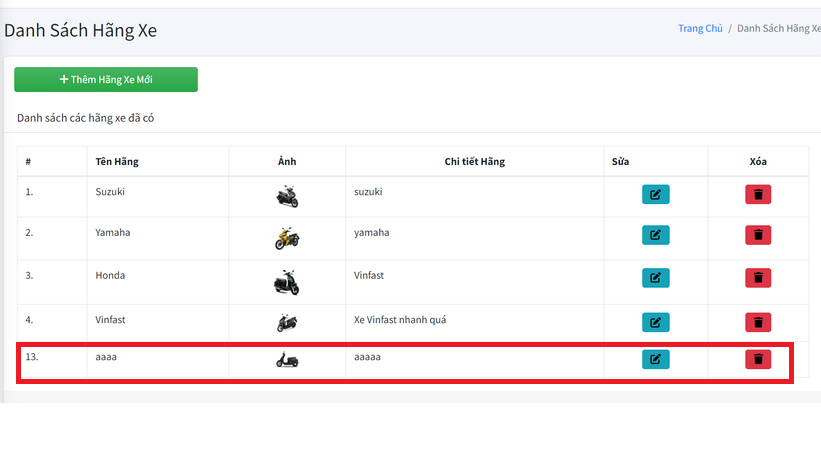 Danh Sách Hãng Xe
Trang Chủ / Danh Sách Hãng Xe
+ Thêm Hãng Xe Mới
Danh sách các hãng xe đã có
# Tên Hãng Ảnh Chi tiết Hãng Sửa Xóa
1. Suzuki suzuki
2. Yamaha yamaha
3. Honda Vinfast
4. Vinfast Xe Vinfast nhanh quá
13. aaaa aaaaa